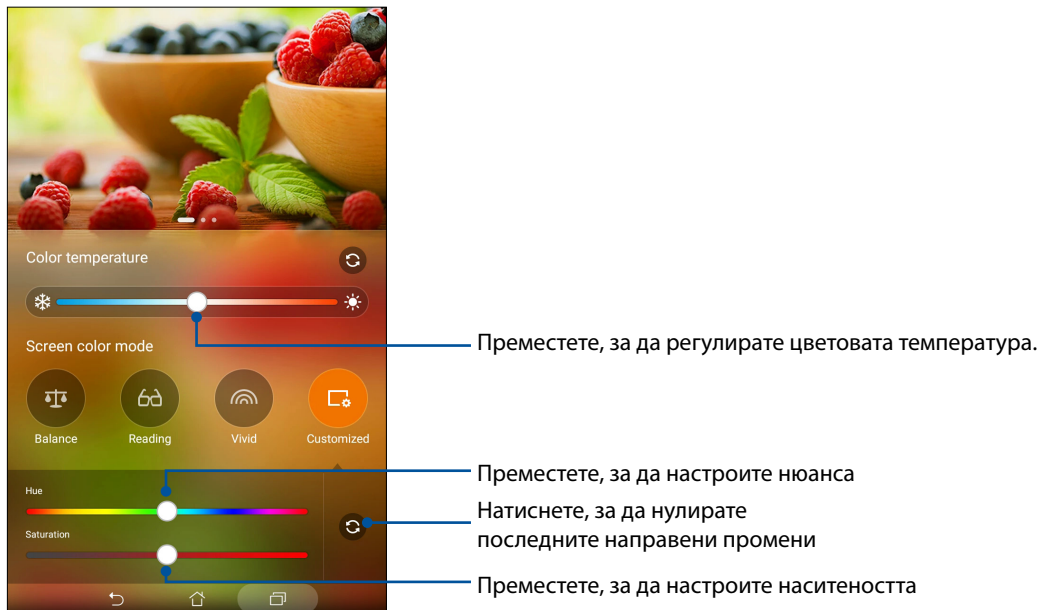 Color temperature
Преместете, за да регулирате цветовата температура.
Screen color mode
Balance
Reading
Vivid
Customized
Преместете, за да настроите нюанса
Hue
Натиснете, за да нулирате
последните направени промени
Saturation
Преместете, за да настроите наситеността